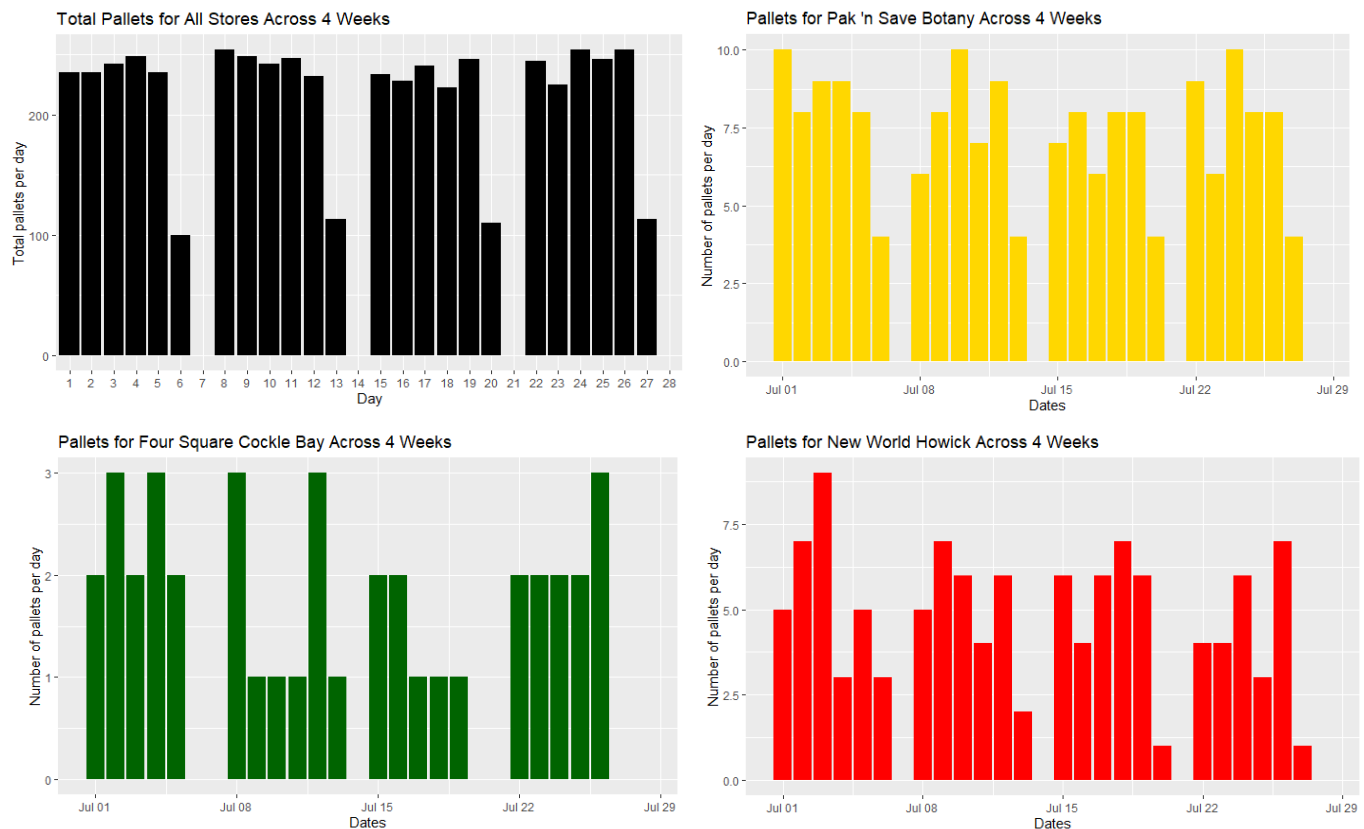 Total Pallets for All Stores Across 4 Weeks
Total pallets per day
200
100
0
1 2 3 4 5 6 7 8 9 10 11 12 13 14 15 16 17 18 19 20 21 22 23 24 25 26 27 28
Day
Pallets for Pak 'n Save Botany Across 4 Weeks
Number of pallets per day
10.0
7.5
5.0
2.5
0.0
Jul 01 Jul 08 Jul 15 Jul 22 Jul 29
Dates
Pallets for Four Square Cockle Bay Across 4 Weeks
Number of pallets per day
3
2
1
0
Jul 01 Jul 08 Jul 15 Jul 22 Jul 29
Dates
Pallets for New World Howick Across 4 Weeks
Number of pallets per day
7.5
5.0
2.5
0.0
Jul 01 Jul 08 Jul 15 Jul 22 Jul 29
Dates